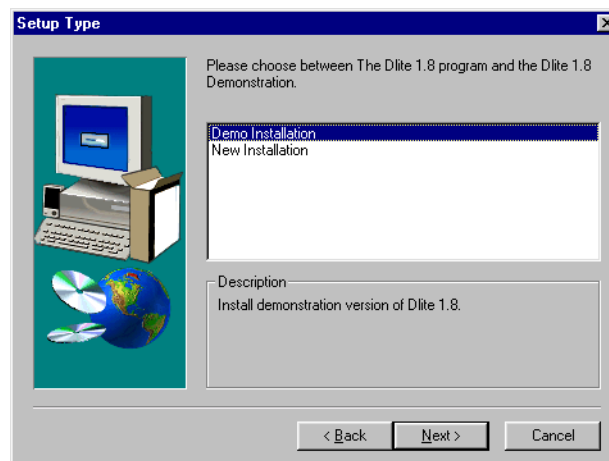 Setup Type
Please choose between The Dlite 1.8 program and the Dlite 1.8
Demonstration.
Demo Installation
New Installation
Description
Install demonstration version of Dlite 1.8.
< Back
Next >
Cancel